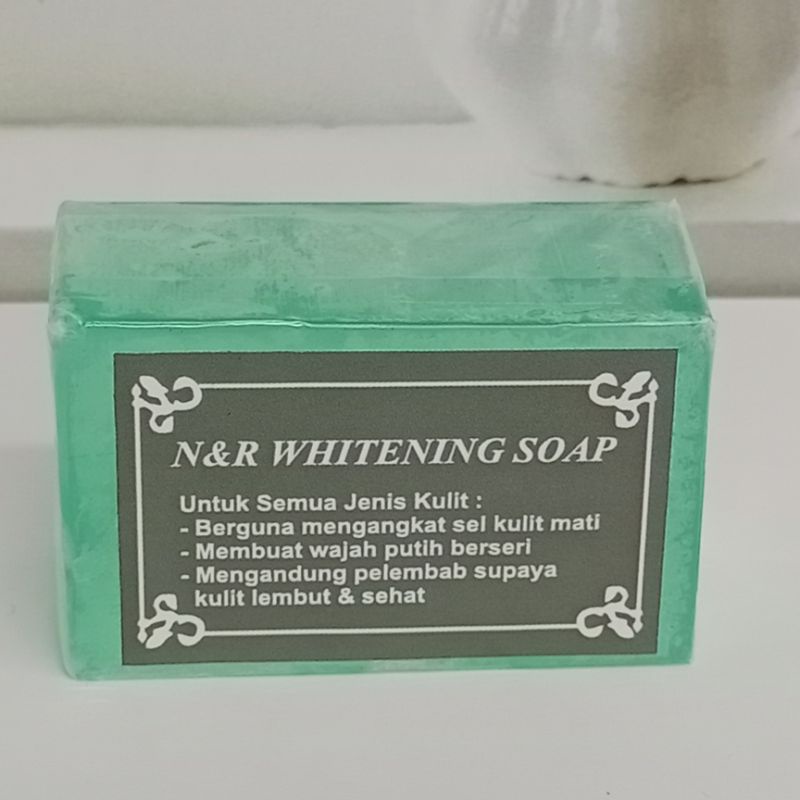 N&R WHITENING SOAP
Untuk Semua Jenis Kulit :
- Berguna mengangkat sel kulit mati
- Membuat wajah putih berseri
- Mengandung pelembab supaya
kulit lembut & sehat